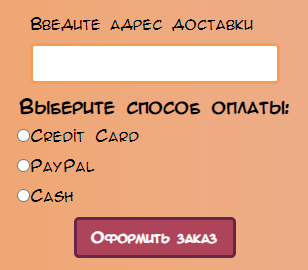 Введите адрес доставки
Выберите способ оплаты:
Credit Card
PayPal
Cash
Оформить заказ